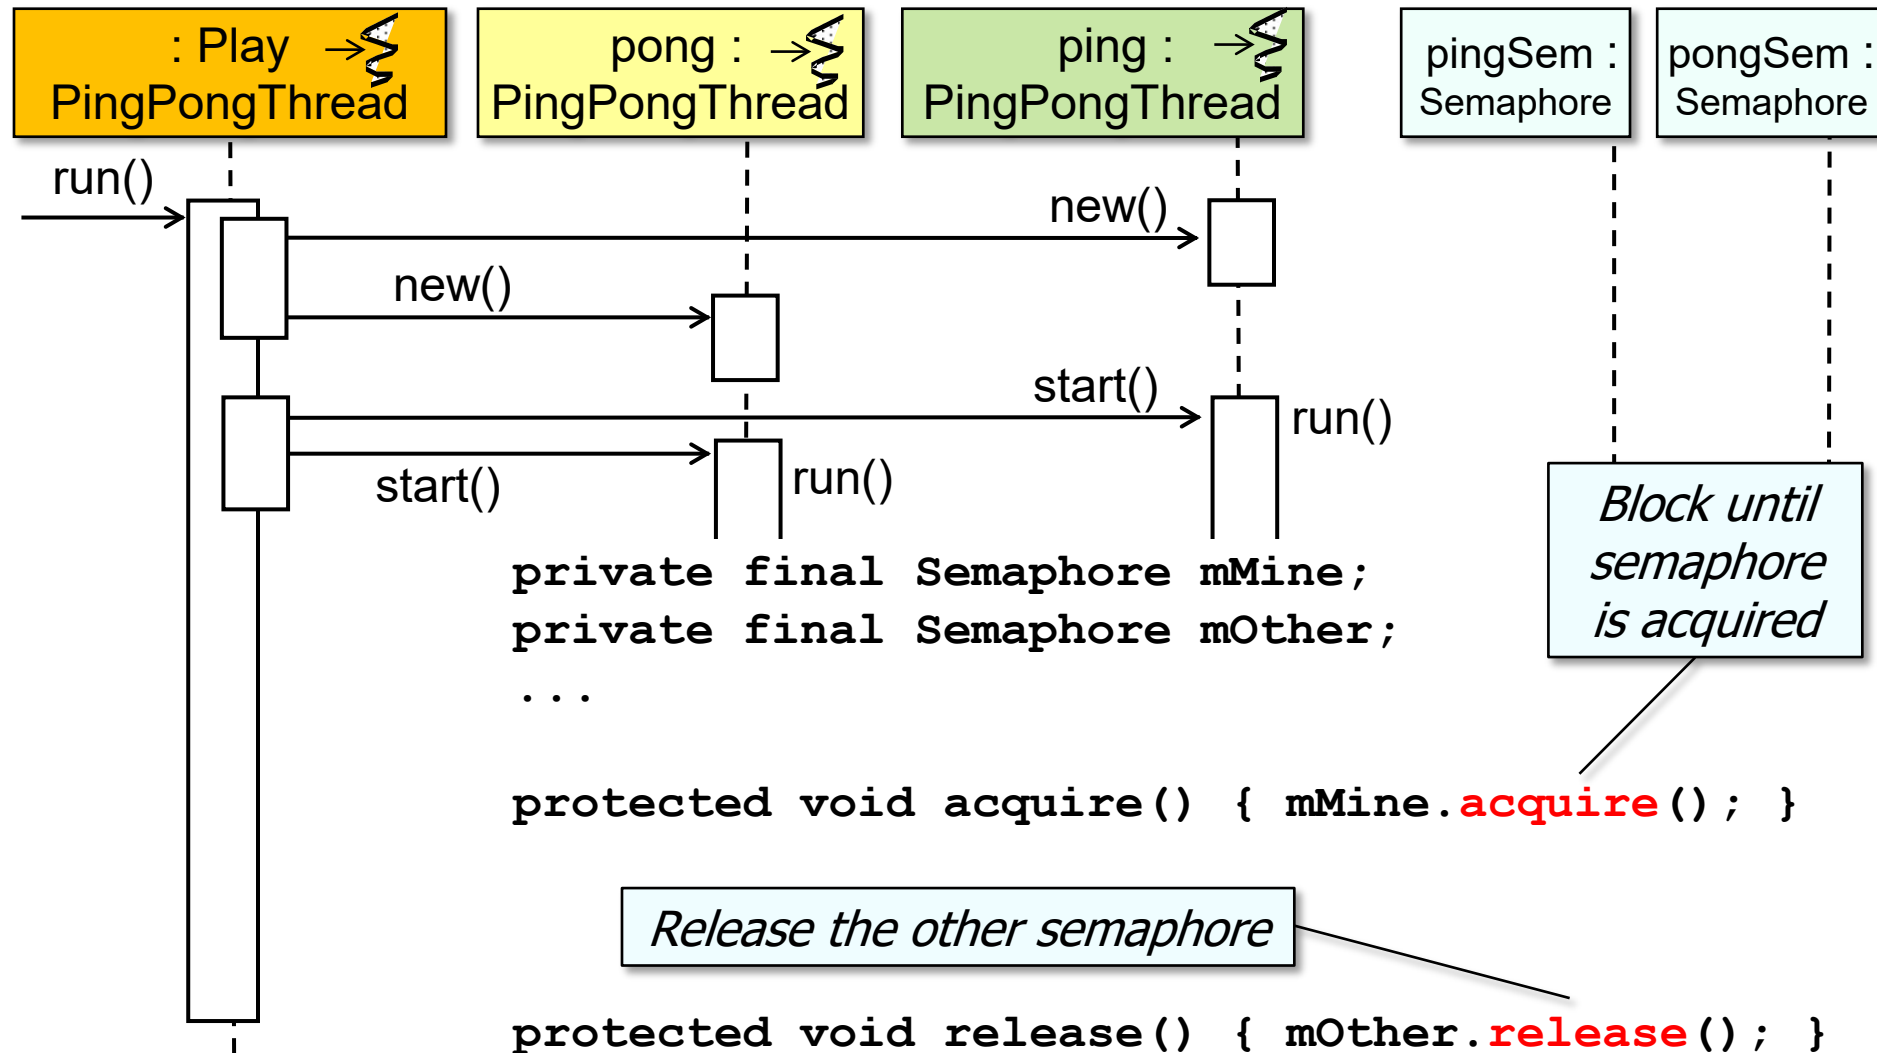 : Play
PingPongThread
pong :
PingPongThread
ping :
PingPongThread
pingSem :
Semaphore
pongSem :
Semaphore
run()
new()
new()
start()
run()
start()
run()
Block until
semaphore
is acquired
private final Semaphore mMine;
private final Semaphore mOther;
...
protected void acquire() { mMine.acquire(); }
Release the other semaphore
protected void release() { mOther.release(); }